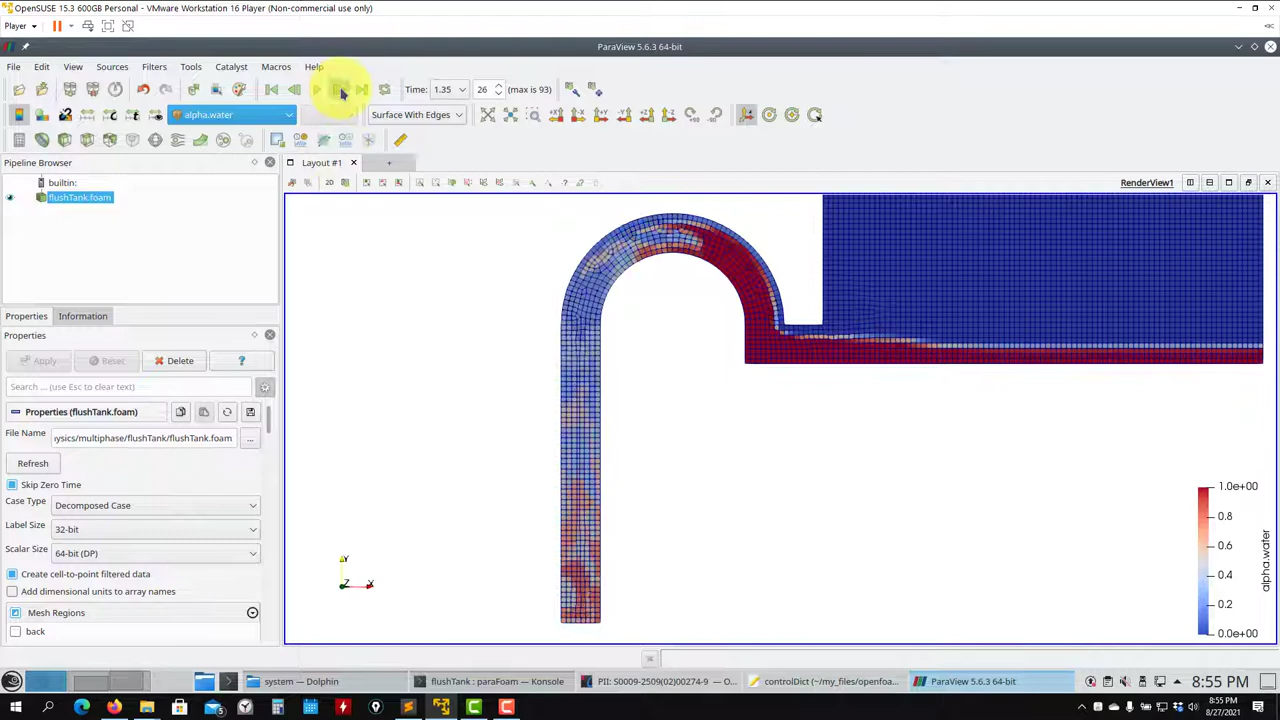 OpenSUSE 15.3 600GB Personal - VMware Workstation 16 Player (Non-commercial use only)
Player
ParaView 5.6.3 64-bit
File Edit View Sources Filters Tools Catalyst Macros Help
Time: 1.35 26 (max is 93)
alpha.water Surface With Edges
+X -X +Y -Y +Z -Z
Pipeline Browser
Layout #1 +
builtin:
2D
RenderView1
flushTank.foam
Properties Information
Properties
Apply Reset Delete ?
Search ... (use Esc to clear text)
Properties (flushTank.foam)
File Name ysics/multiphase/flushTank/flushTank.foam ...
Refresh
Skip Zero Time
Case Type Decomposed Case
Label Size 32-bit
Scalar Size 64-bit (DP)
Create cell-to-point filtered data
Add dimensional units to array names
Mesh Regions
back
Y
Z X
1.0e+00
0.8
0.6
0.4
0.2
0.0e+00
alpha.water
system — Dolphin
flushTank : paraFoam — Konsole
PII: S0009-2509(02)00274-9 — O...
controlDict (~/my_files/openfoa...
ParaView 5.6.3 64-bit
8:55 PM
8:55 PM
8/27/2021